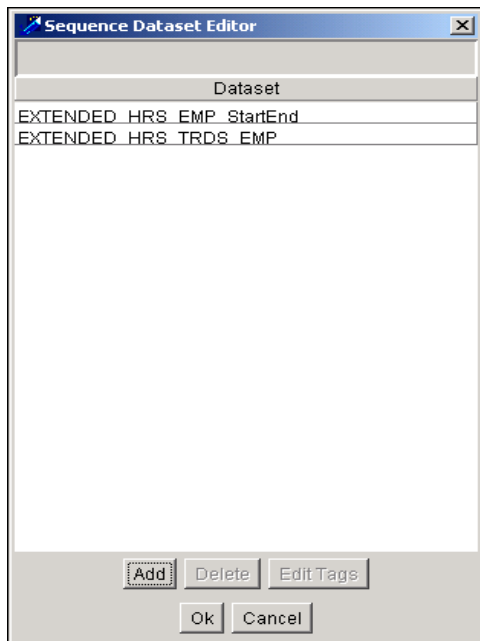 Sequence Dataset Editor
Dataset
EXTENDED_HRS_EMP_StartEnd
EXTENDED_HRS_TRDS_EMP
Add Delete Edit Tags
Ok Cancel